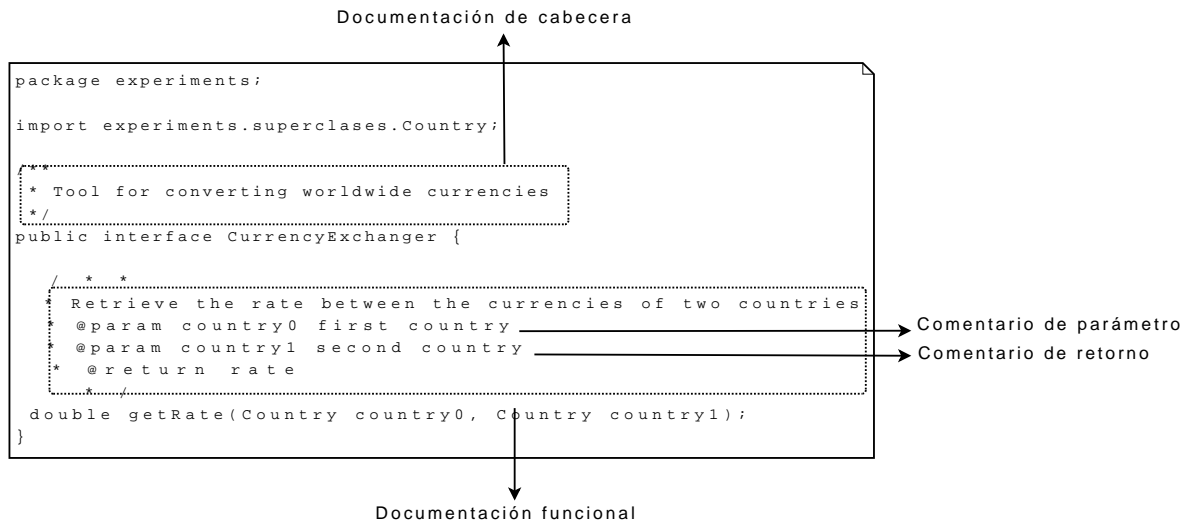 Documentación de cabecera
package experiments;
import experiments.superclases.Country;
/**
* Tool for converting worldwide currencies
*/
public interface CurrencyExchanger {
/ * *
* Retrieve the rate between the currencies of two countries
* @param country0 first country
Comentario de parámetro
* @param country1 second country
Comentario de retorno
* @return rate
* /
double getRate(Country country0, Country country1);
}
Documentación funcional